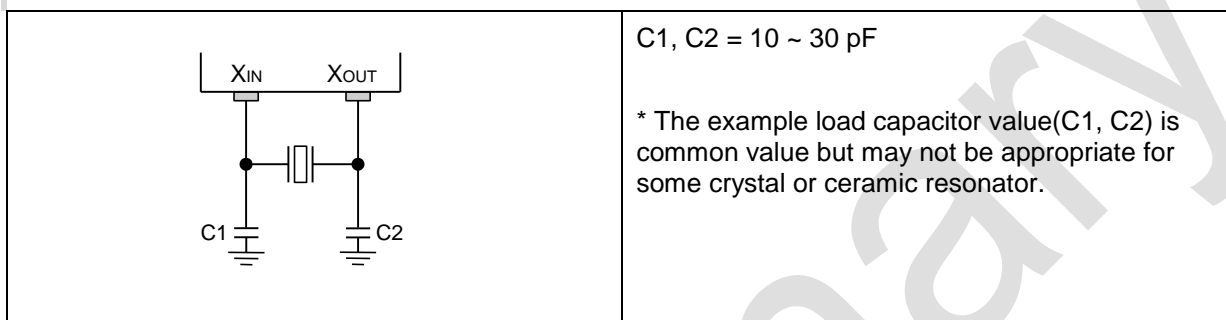 XIN XOUT
C1 C2
C1, C2 = 10 ~ 30 pF
* The example load capacitor value(C1, C2) is
common value but may not be appropriate for
some crystal or ceramic resonator.